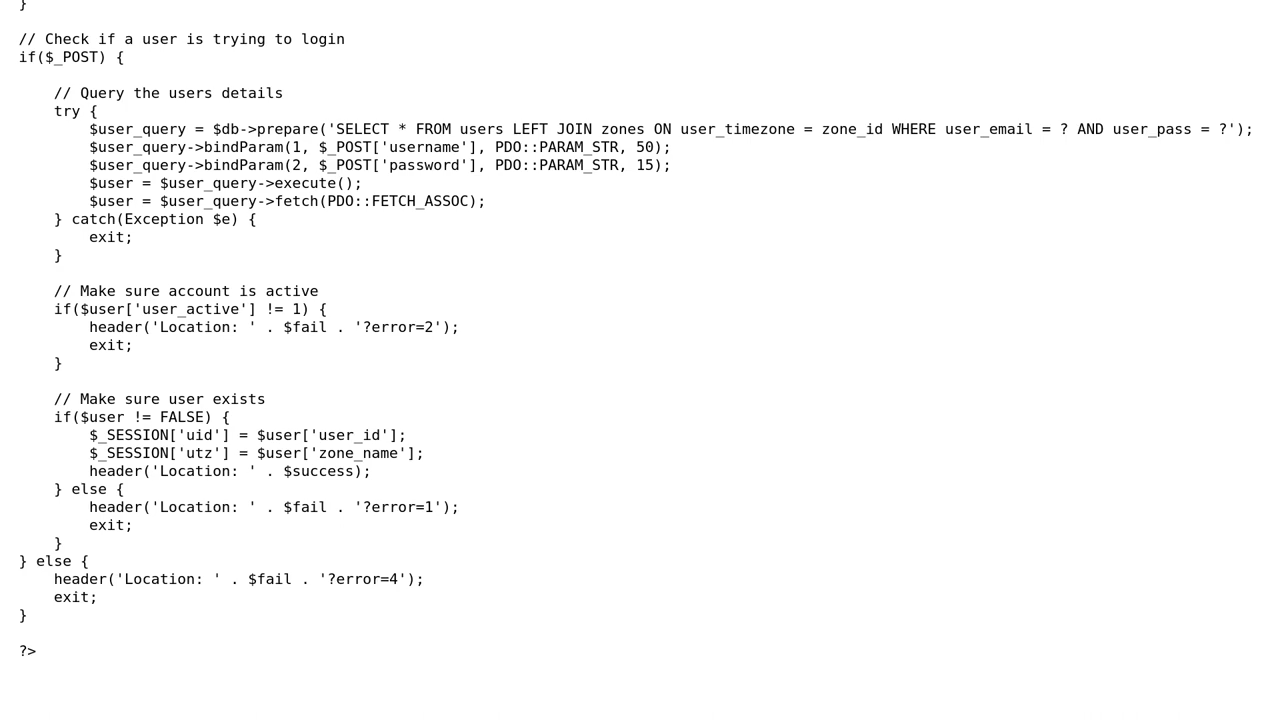 }

// Check if a user is trying to login
if($_POST) {

    // Query the users details
    try {
        $user_query = $db->prepare('SELECT * FROM users LEFT JOIN zones ON user_timezone = zone_id WHERE user_email = ? AND user_pass = ?');
        $user_query->bindParam(1, $_POST['username'], PDO::PARAM_STR, 50);
        $user_query->bindParam(2, $_POST['password'], PDO::PARAM_STR, 15);
        $user = $user_query->execute();
        $user = $user_query->fetch(PDO::FETCH_ASSOC);
    } catch(Exception $e) {
        exit;
    }

    // Make sure account is active
    if($user['user_active'] != 1) {
        header('Location: ' . $fail . '?error=2');
        exit;
    }

    // Make sure user exists
    if($user != FALSE) {
        $_SESSION['uid'] = $user['user_id'];
        $_SESSION['utz'] = $user['zone_name'];
        header('Location: ' . $success);
    } else {
        header('Location: ' . $fail . '?error=1');
        exit;
    }
} else {
    header('Location: ' . $fail . '?error=4');
    exit;
}

?>